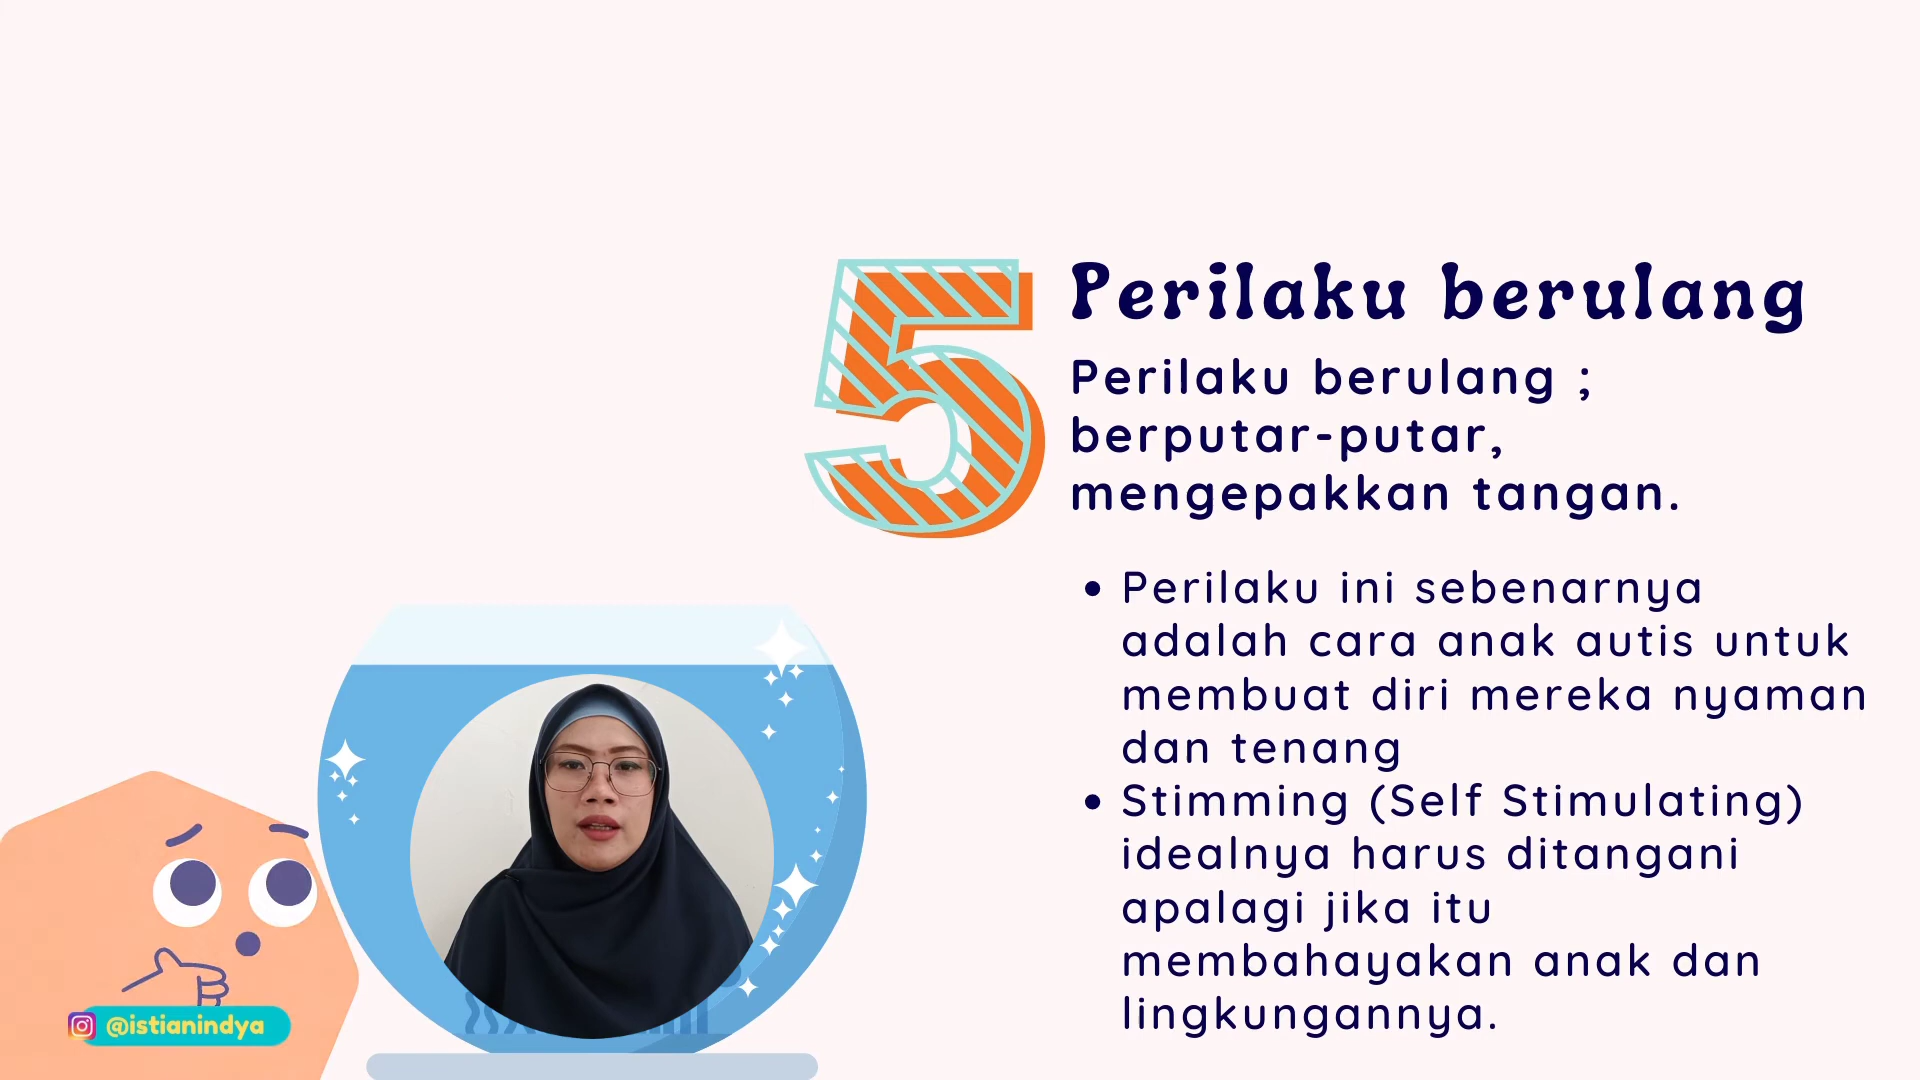 5
Perilaku berulang
Perilaku berulang ;
berputar-putar,
mengepakkan tangan.
• Perilaku ini sebenarnya
adalah cara anak autis untuk
membuat diri mereka nyaman
dan tenang
• Stimming (Self Stimulating)
idealnya harus ditangani
apalagi jika itu
membahayakan anak dan
lingkungannya.
@istianindya